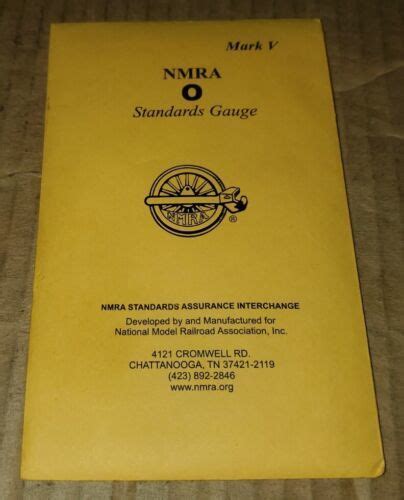 Mark V
NMRA
O
Standards Gauge
NMRA
®
NMRA STANDARDS ASSURANCE INTERCHANGE
Developed by and Manufactured for
National Model Railroad Association, Inc.
4121 CROMWELL RD.
CHATTANOOGA, TN 37421-2119
(423) 892-2846
www.nmra.org